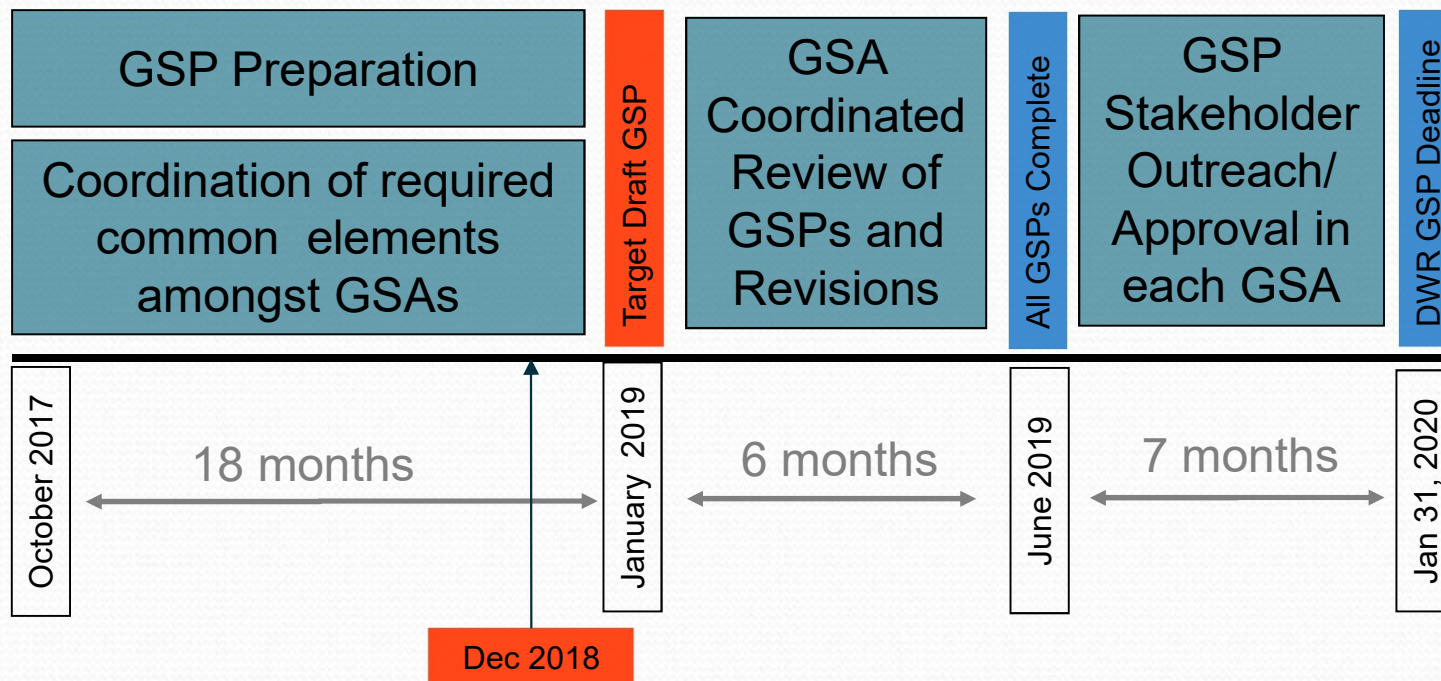 GSP Preparation
Coordination of required
common elements
amongst GSAs
Target Draft GSP
GSA
Coordinated
Review of
GSPs and
Revisions
All GSPs Complete
GSP
Stakeholder
Outreach/
Approval in
each GSA
DWR GSP Deadline
October 2017
18 months
January 2019
6 months
June 2019
7 months
Jan 31, 2020
Dec 2018